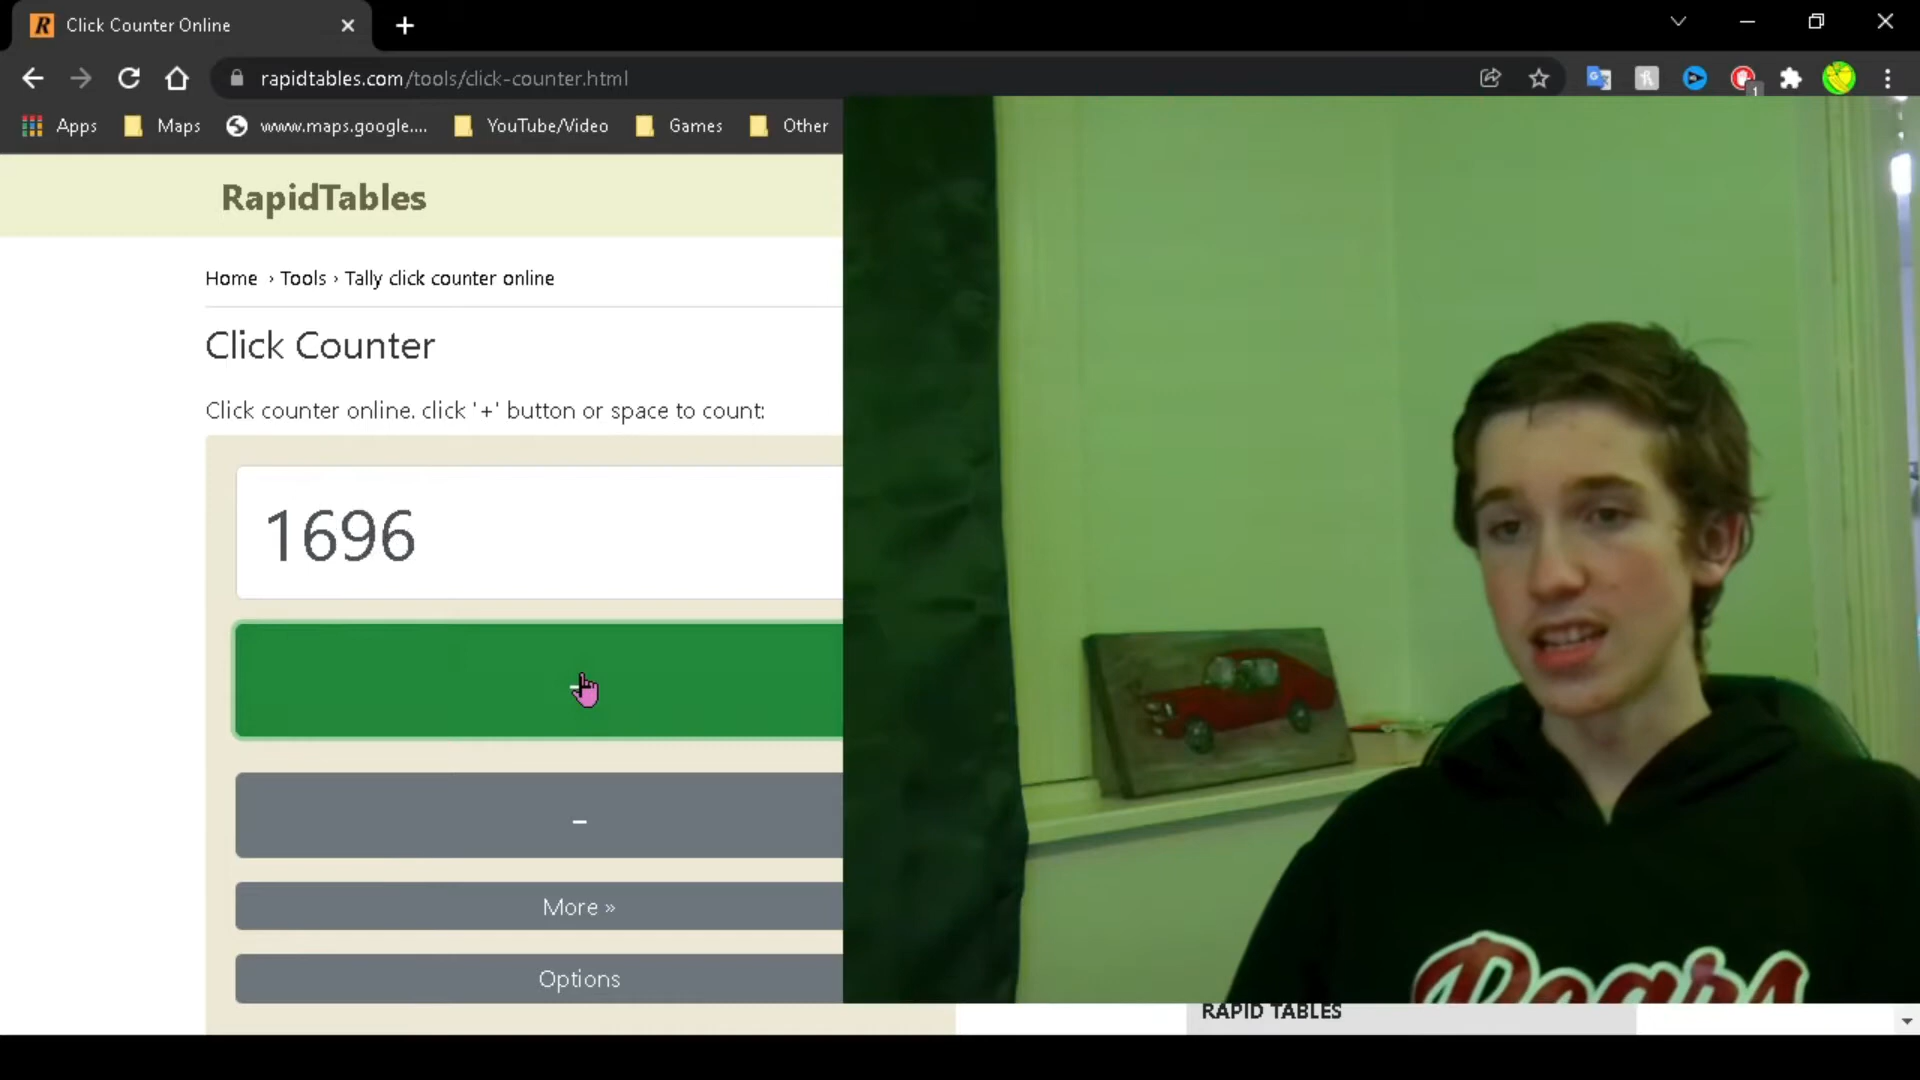 Click Counter Online
rapidtables.com/tools/click-counter.html
1
Apps Maps www.maps.google.... YouTube/Video Games Other
RapidTables
Home › Tools › Tally click counter online
Click Counter
Click counter online. click '+' button or space to count:
1696
–
More »
Options
Bears
RAPID TABLES